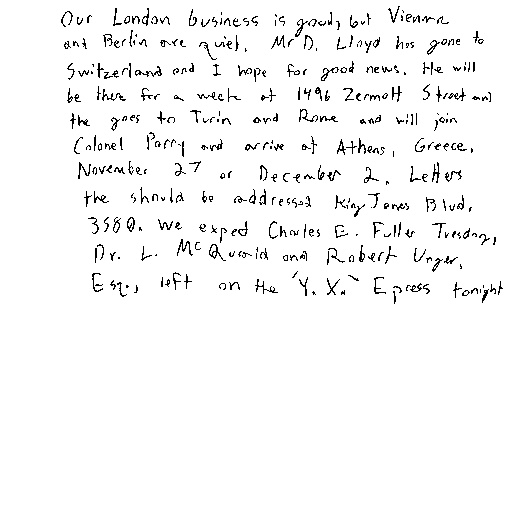 Our London business is good, but Vienna
and Berlin are quiet. Mr D. Lloyd has gone to
Switzerland and I hope for good news. He will
be there for a week at 1496 Zermott Street and
the goes to Turin and Rome and will join
Colonel Parry and arrive at Athens, Greece,
November 27 or December 2. Letters
the should be addressed King James Blvd.
3580. We expect Charles E. Fuller Tuesday,
Dr. L. McQuaid and Robert Unger,
Esq., left on the "Y. X." Epress tonight